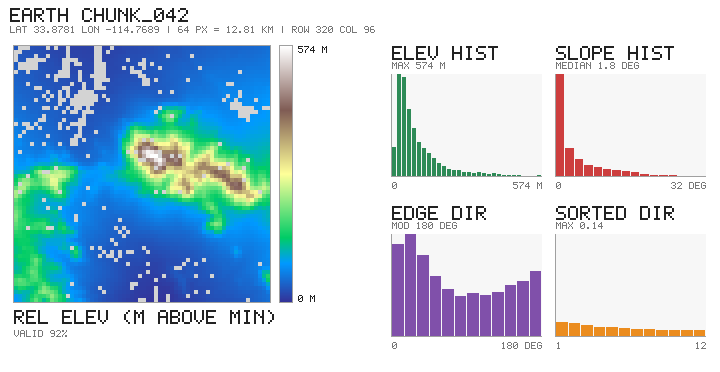 EARTH CHUNK_042
LAT 33.8781 LON -114.7689 | 64 PX = 12.81 KM | ROW 320 COL 96
574 M
0 M
REL ELEV (M ABOVE MIN)
VALID 92%
ELEV HIST
MAX 574 M
0 574 M
SLOPE HIST
MEDIAN 1.8 DEG
0 32 DEG
EDGE DIR
MOD 180 DEG
0 180 DEG
SORTED DIR
MAX 0.14
1 12